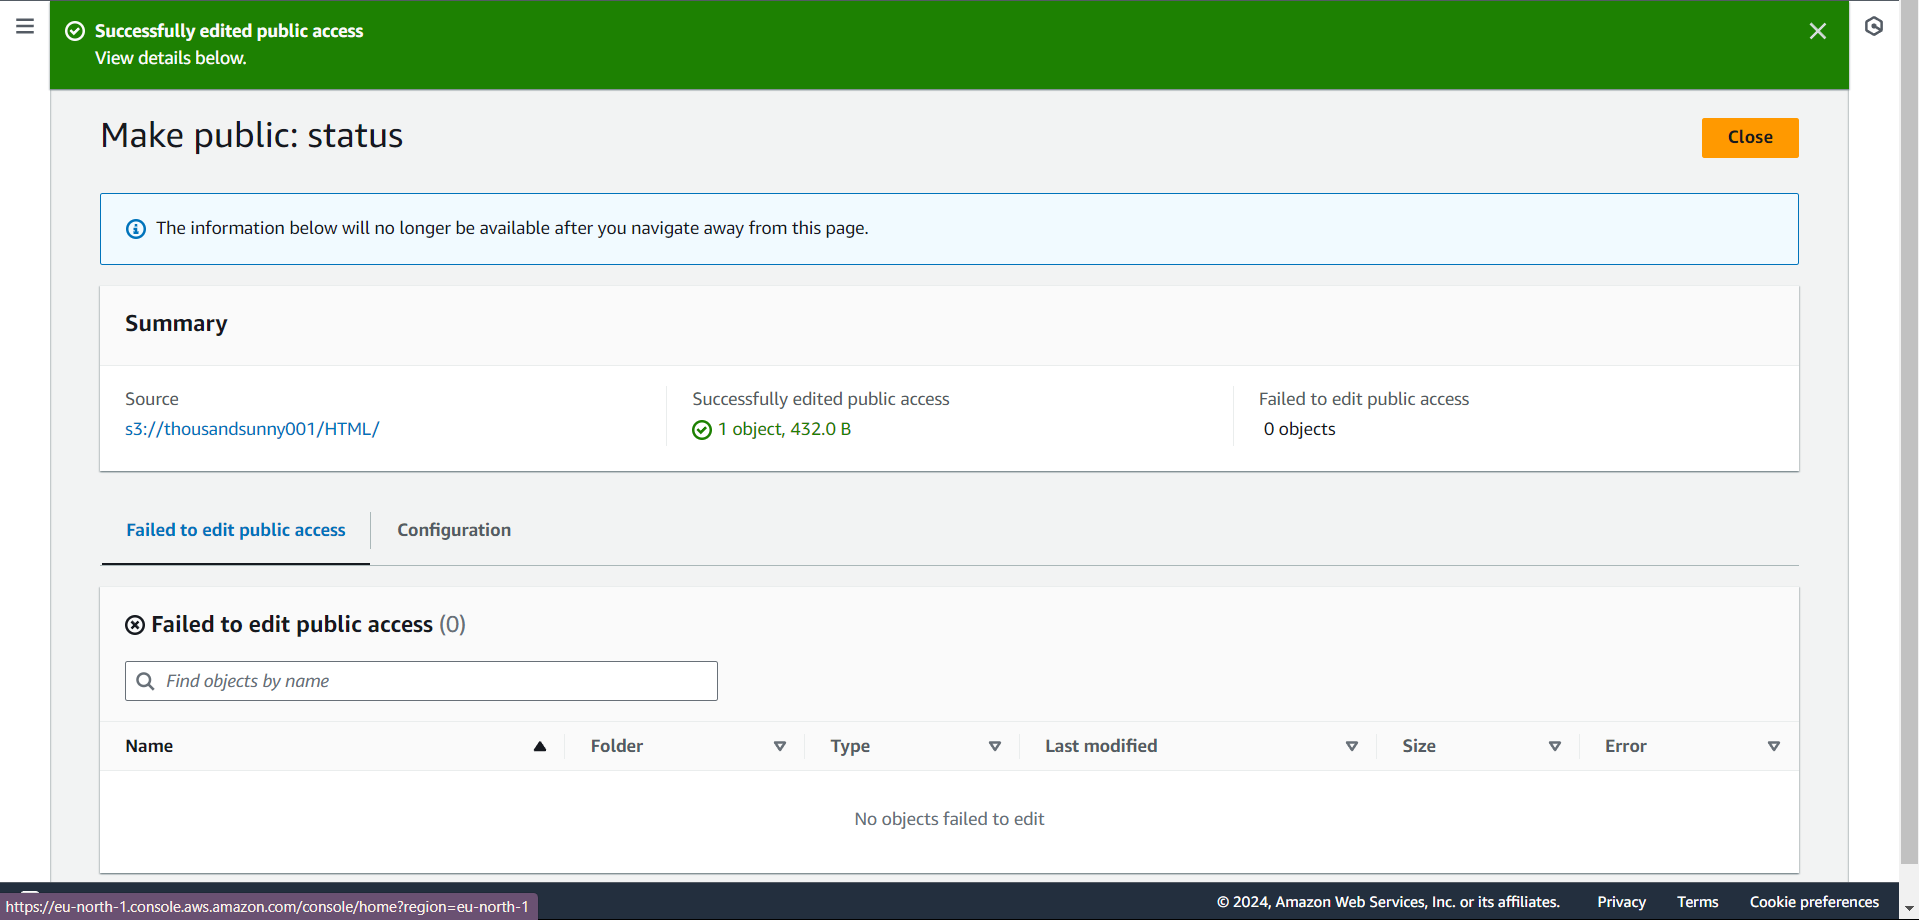 Successfully edited public access
View details below.
Make public: status
Close
The information below will no longer be available after you navigate away from this page.
Summary
Source
s3://thousandsunny001/HTML/
Successfully edited public access
1 object, 432.0 B
Failed to edit public access
0 objects
Failed to edit public access
Configuration
Failed to edit public access (0)
Find objects by name
Name Folder Type Last modified Size Error
No objects failed to edit
https://eu-north-1.console.aws.amazon.com/console/home?region=eu-north-1
© 2024, Amazon Web Services, Inc. or its affiliates. Privacy Terms Cookie preferences